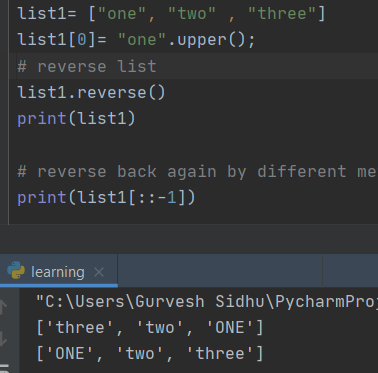 list1= ["one", "two" , "three"]
list1[0]= "one".upper();
# reverse list
list1.reverse()
print(list1)
# reverse back again by different me
print(list1[::-1])
learning ×
"C:\Users\Gurvesh Sidhu\PycharmProj
['three', 'two', 'ONE']
['ONE', 'two', 'three']